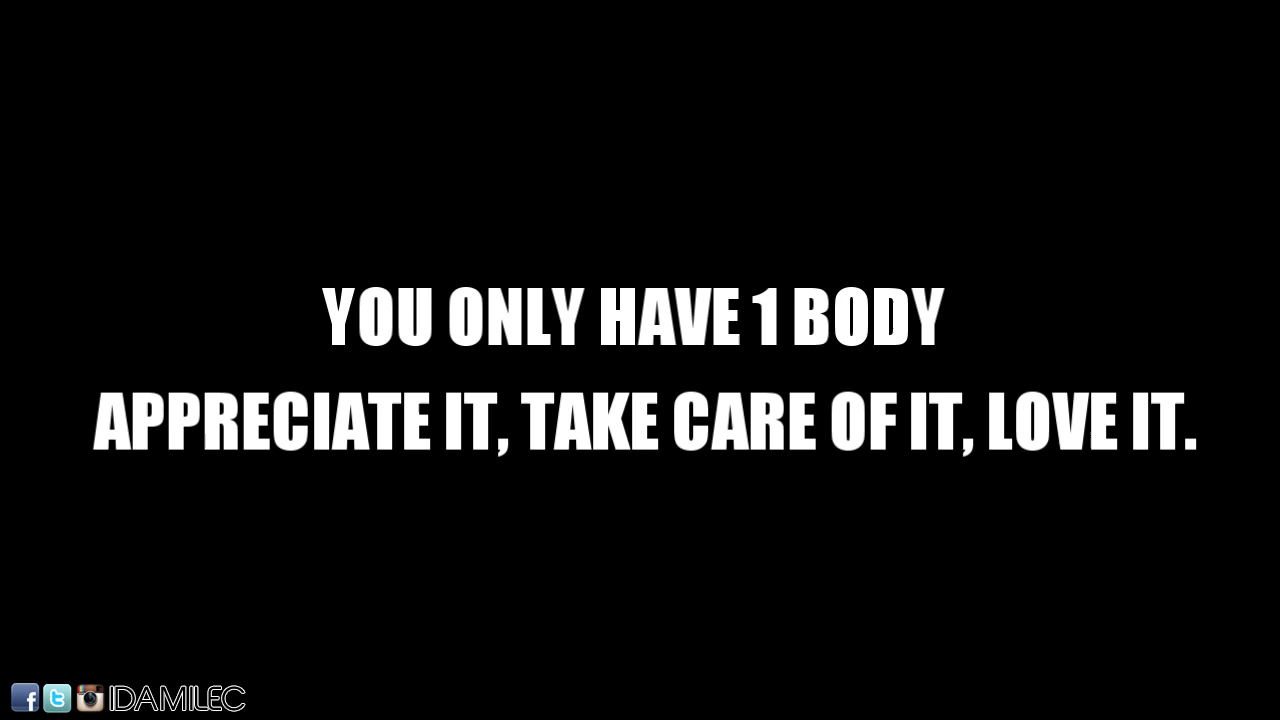 YOU ONLY HAVE 1 BODY
APPRECIATE IT, TAKE CARE OF IT, LOVE IT.
IDAMILEC